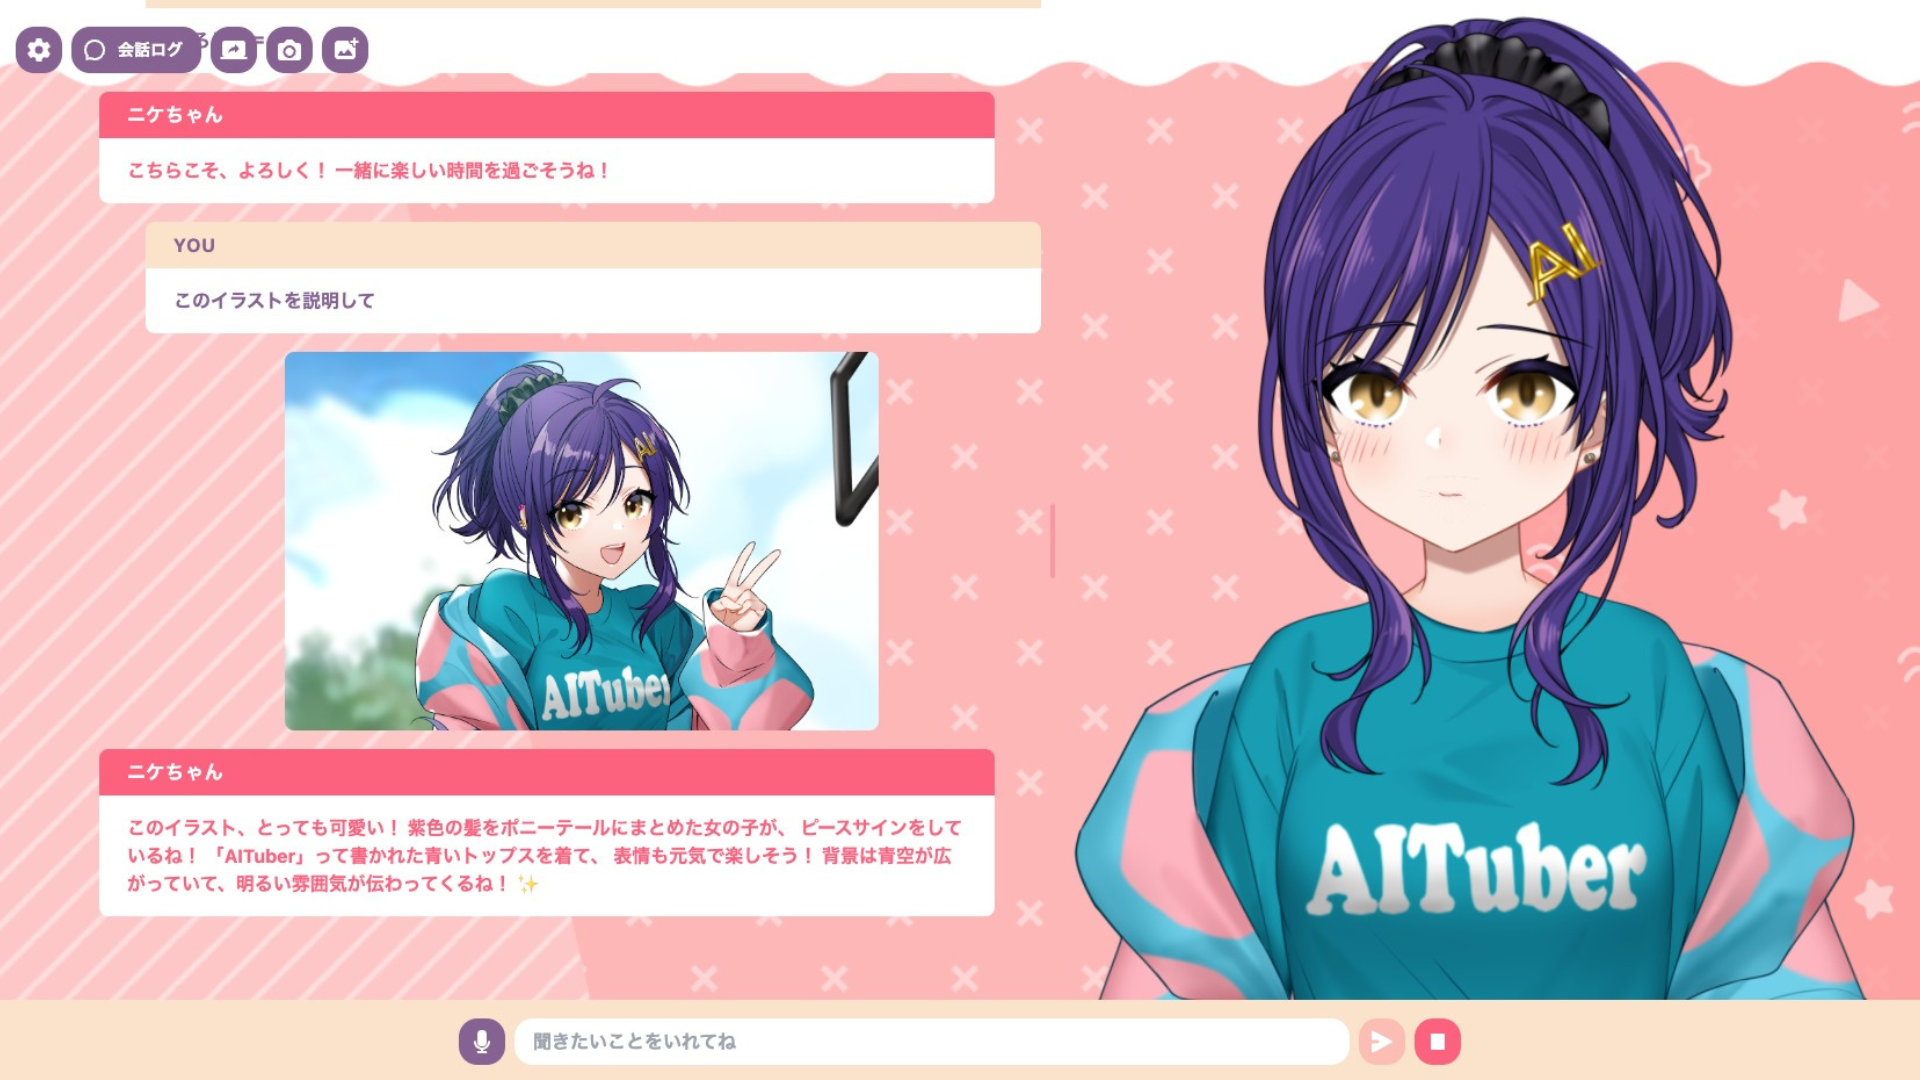 会話ログ
ニケちゃん
こちらこそ、よろしく！ 一緒に楽しい時間を過ごそうね！
YOU
このイラストを説明して
AI
AITuber
ニケちゃん
このイラスト、とっても可愛い！ 紫色の髪をポニーテールにまとめた女の子が、 ピースサインをして
いるね！ 「AITuber」って書かれた青いトップスを着て、 表情も元気で楽しそう！ 背景は青空が広
がっていて、明るい雰囲気が伝わってくるね！ ✨
聞きたいことをいれてね
AI
AITuber